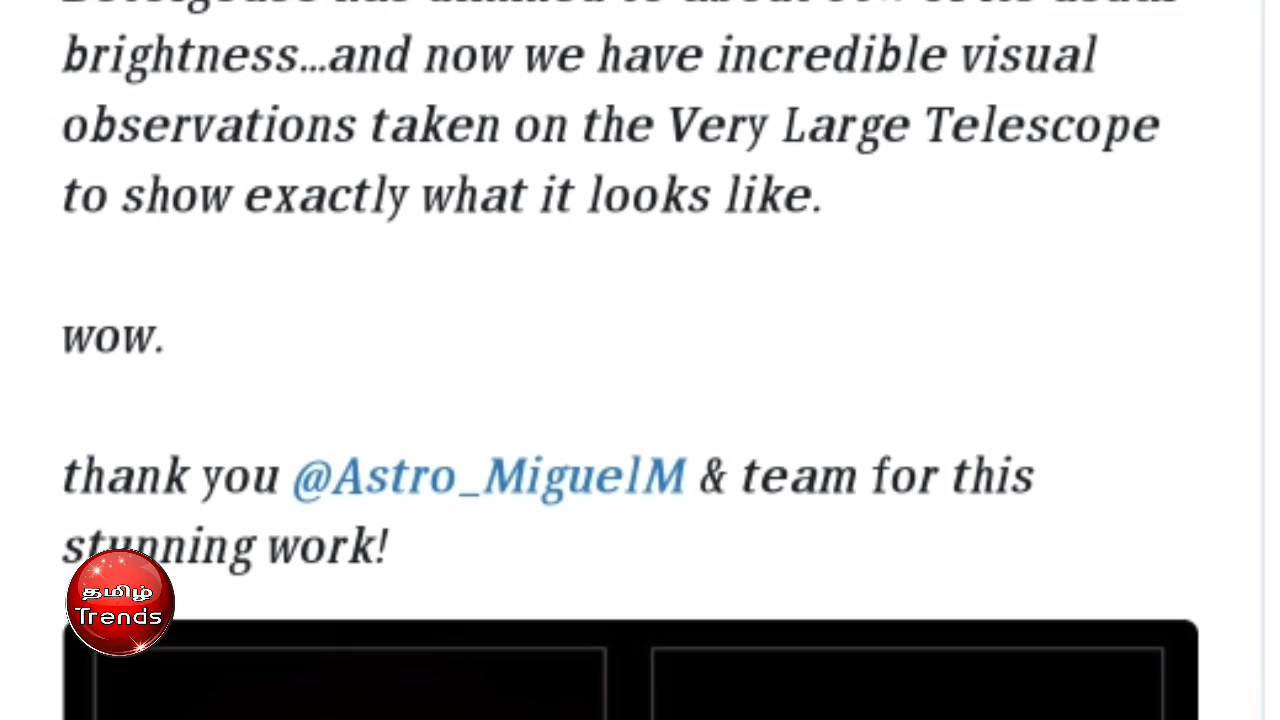 brightness...and now we have incredible visual
observations taken on the Very Large Telescope
to show exactly what it looks like.
wow.
thank you @Astro_MiguelM & team for this
stunning work!
தமிழ்
Trends